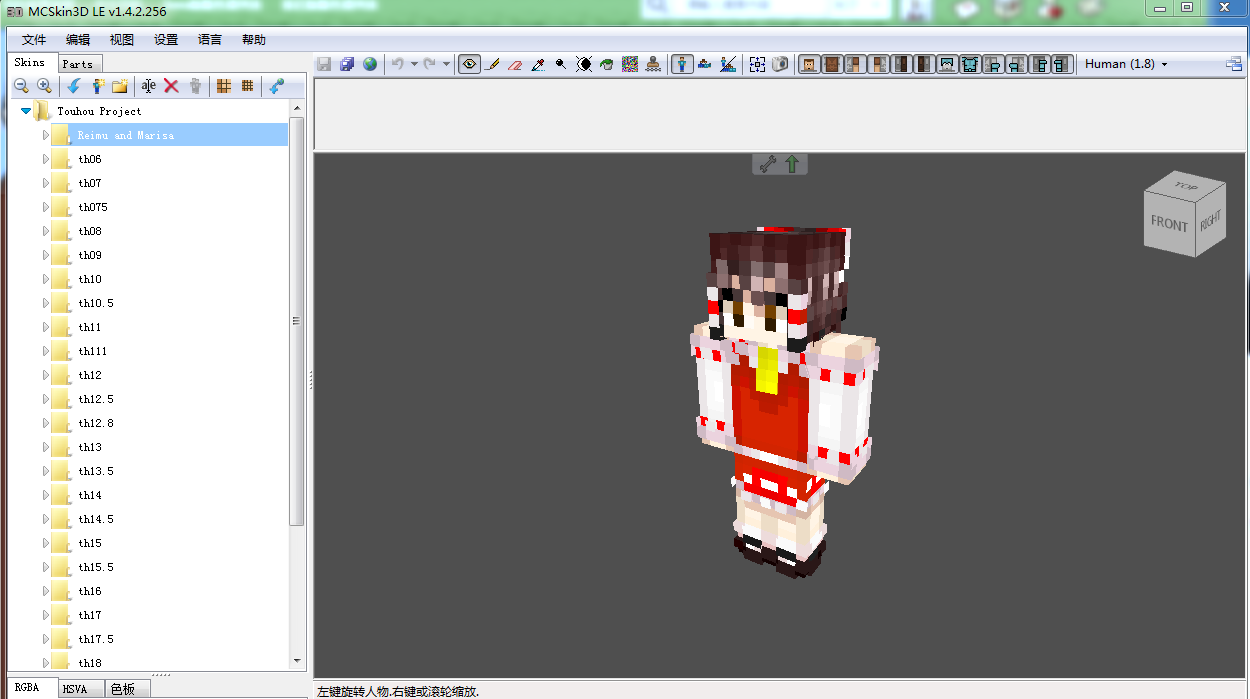 MCSkin3D LE v1.4.2.256
文件 编辑 视图 设置 语言 帮助
Skins Parts
Human (1.8)
Touhou Project
Reimu and Marisa
th06
th07
th075
th08
th09
th10
th10.5
th11
th111
th12
th12.5
th12.8
th13
th13.5
th14
th14.5
th15
th15.5
th16
th17
th17.5
th18
TOP
FRONT RIGHT
RGBA HSVA 色板
左键旋转人物.右键或滚轮缩放.